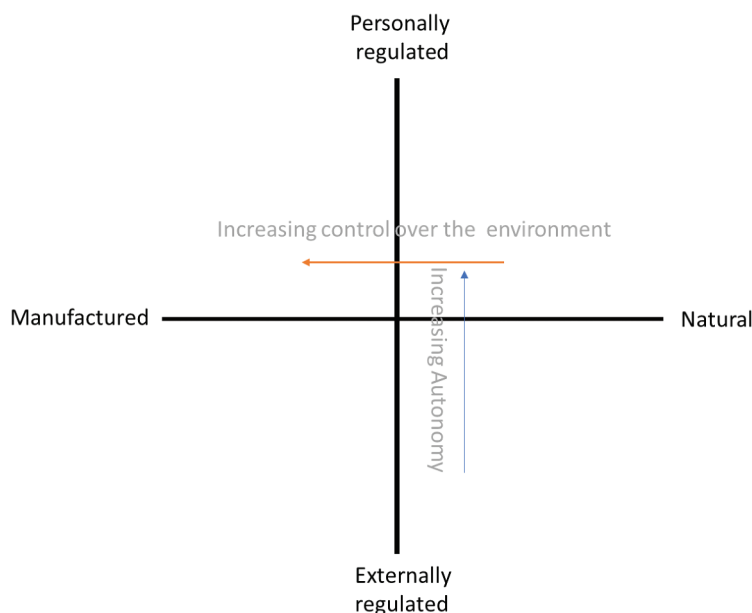 Personally
regulated
Increasing control over the environment
Increasing Autonomy
Manufactured
Natural
Externally
regulated